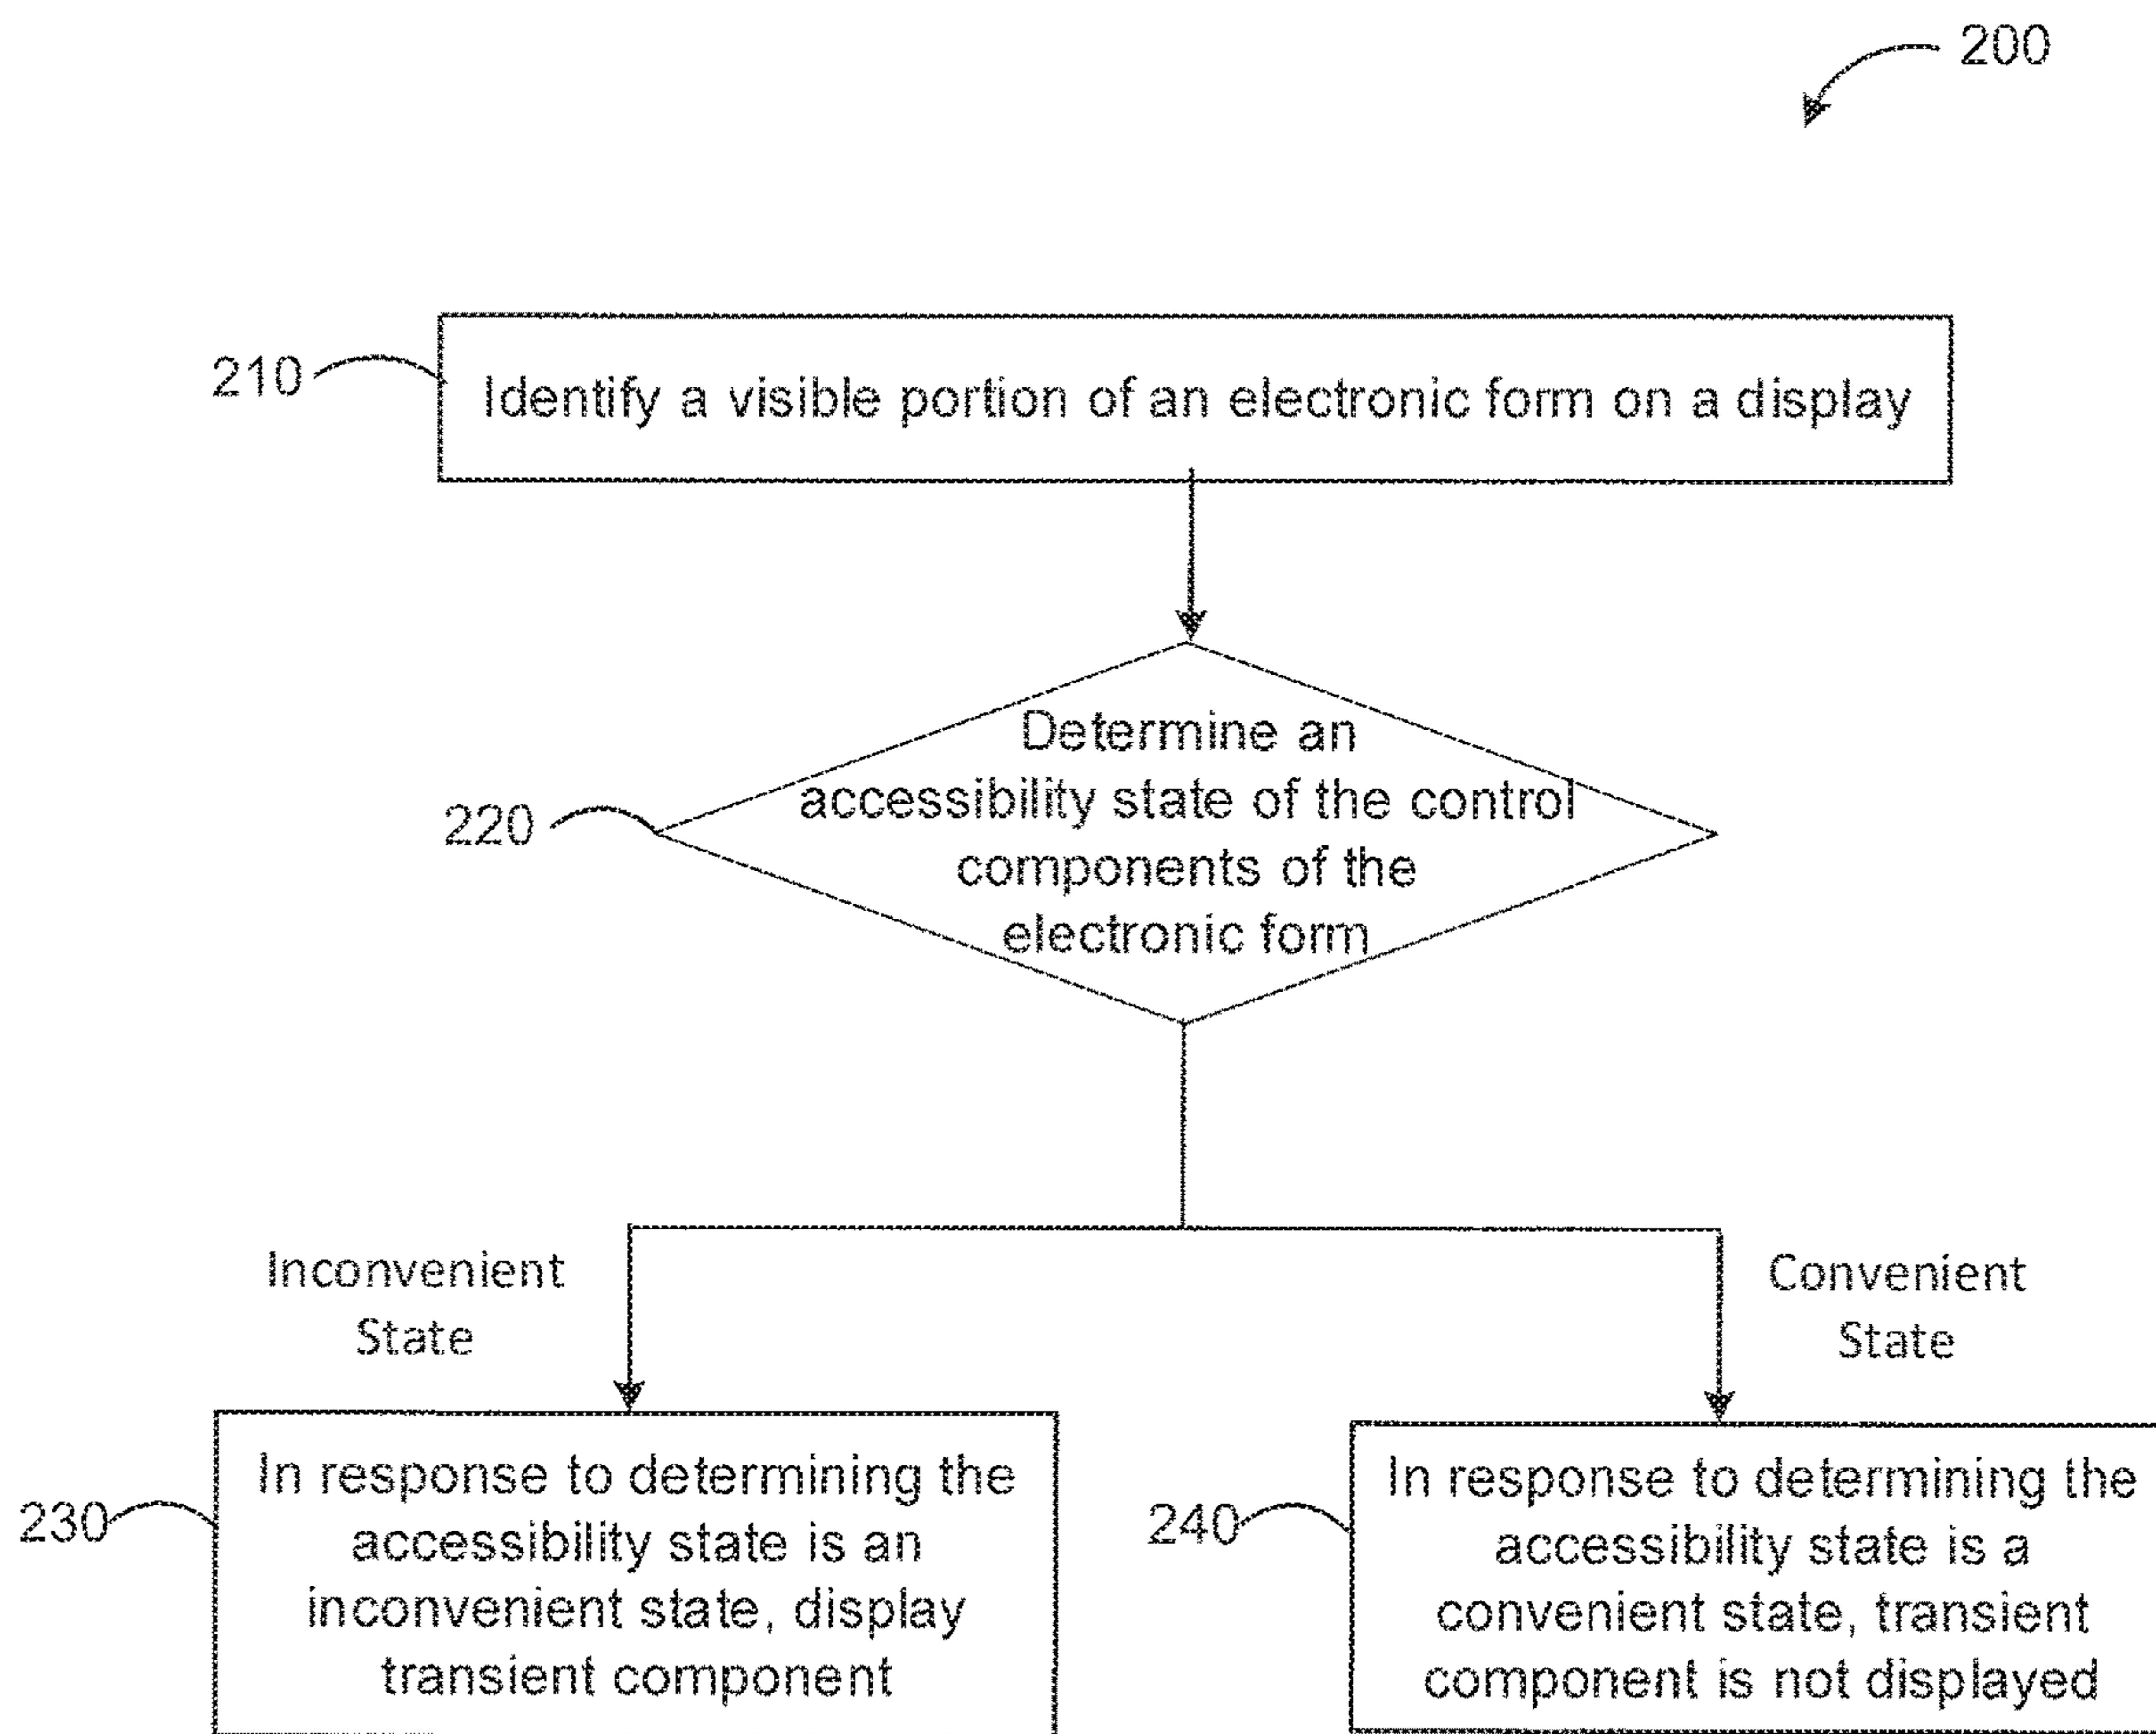 200
210
Identify a visible portion of an electronic form on a display
220
Determine an
accessibility state of the control
components of the
electronic form
Inconvenient
State
Convenient
State
230
In response to determining the
accessibility state is an
inconvenient state, display
transient component
240
In response to determining the
accessibility state is a
convenient state, transient
component is not displayed